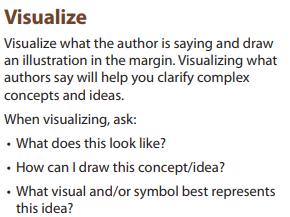 Visualize
Visualize what the author is saying and draw
an illustration in the margin. Visualizing what
authors say will help you clarify complex
concepts and ideas.
When visualizing, ask:
• What does this look like?
• How can I draw this concept/idea?
• What visual and/or symbol best represents
this idea?